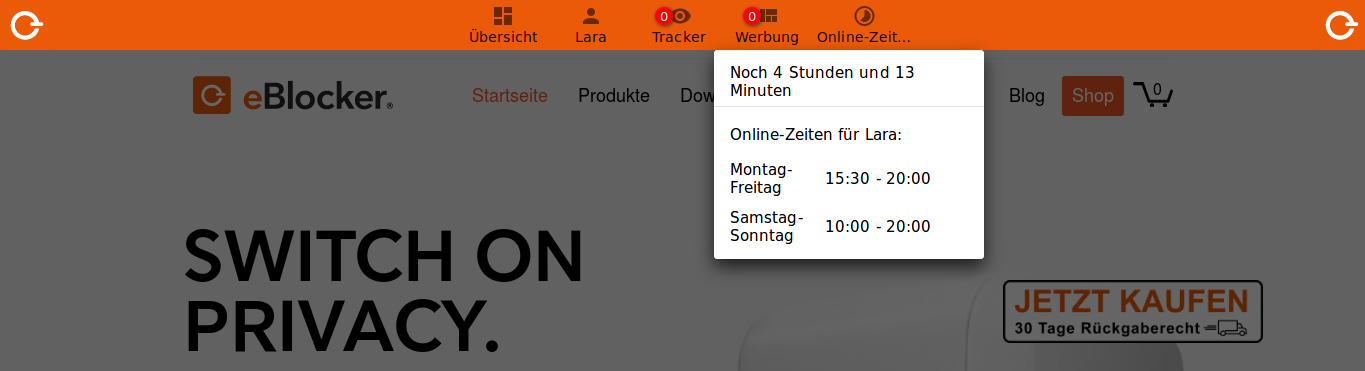 0
0
Übersicht
Lara
Tracker
Werbung
Online-Zeit...
Noch 4 Stunden und 13
Minuten
eBlocker®
Startseite
Produkte
Blog
Shop
0
Online-Zeiten für Lara:
Montag-
Freitag
15:30 - 20:00
Samstag-
Sonntag
10:00 - 20:00
SWITCH ON
PRIVACY.
JETZT KAUFEN
30 Tage Rückgaberecht